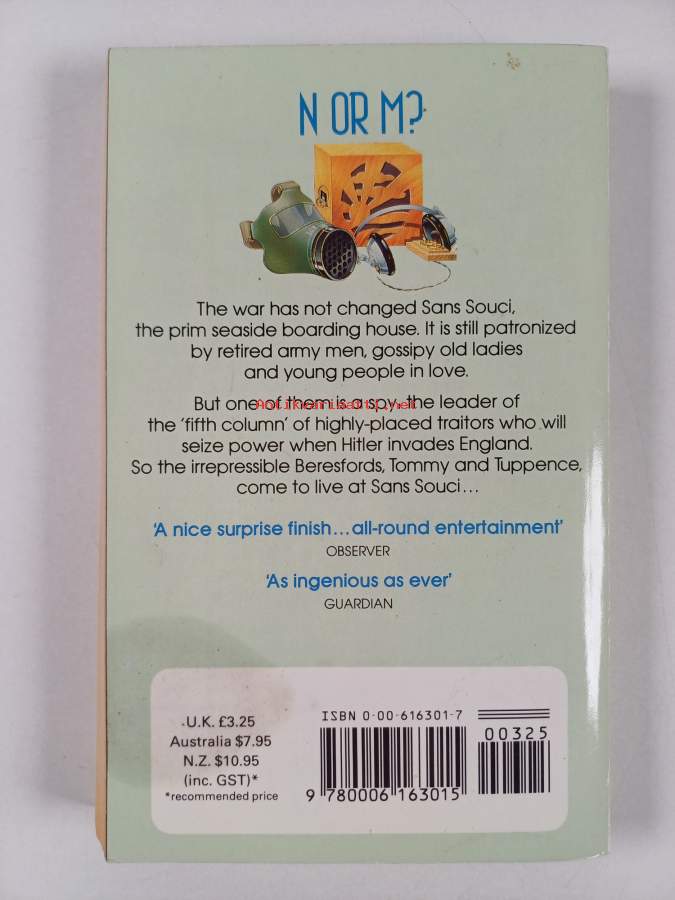 N OR M?
The war has not changed Sans Souci,
the prim seaside boarding house. It is still patronized
by retired army men, gossipy old ladies
and young people in love.
But one of them is a spy, the leader of
Antikvariaatti.net
the 'fifth column' of highly-placed traitors who will
seize power when Hitler invades England.
So the irrepressible Beresfords, Tommy and Tuppence,
come to live at Sans Souci...
'A nice surprise finish...all-round entertainment'
OBSERVER
'As ingenious as ever'
GUARDIAN
U.K. £3.25
Australia $7.95
N.Z. $10.95
(inc. GST)*
*recommended price
ISBN 0-00-616301-7
00325
9 780006 163015